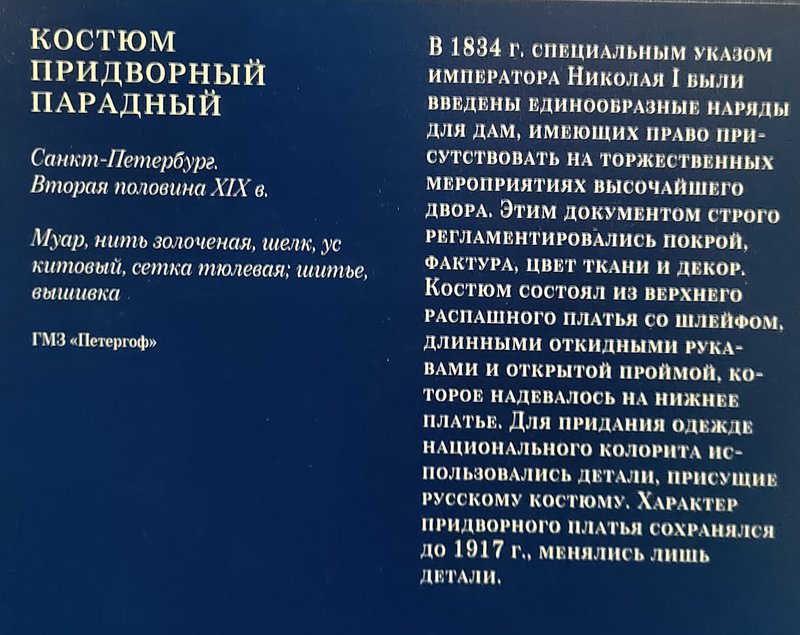 КОСТЮМ
ПРИДВОРНЫЙ
ПАРАДНЫЙ
Санкт-Петербург.
Вторая половина XIX в.
Муар, нить золоченая, шелк, ус
китовый, сетка тюлевая; шитье,
вышивка
ГМЗ «Петергоф»
В 1834 г. специальным указом
императора Николая I были
введены единообразные наряды
для дам, имеющих право при-
сутствовать на торжественных
мероприятиях высочайшего
двора. Этим документом строго
регламентировались покрой,
фактура, цвет ткани и декор.
Костюм состоял из верхнего
распашного платья со шлейфом,
длинными откидными рука-
вами и открытой проймой, ко-
торое надевалось на нижнее
платье. Для придания одежде
национального колорита ис-
пользовались детали, присущие
русскому костюму. Характер
придворного платья сохранялся
до 1917 г., менялись лишь
детали.